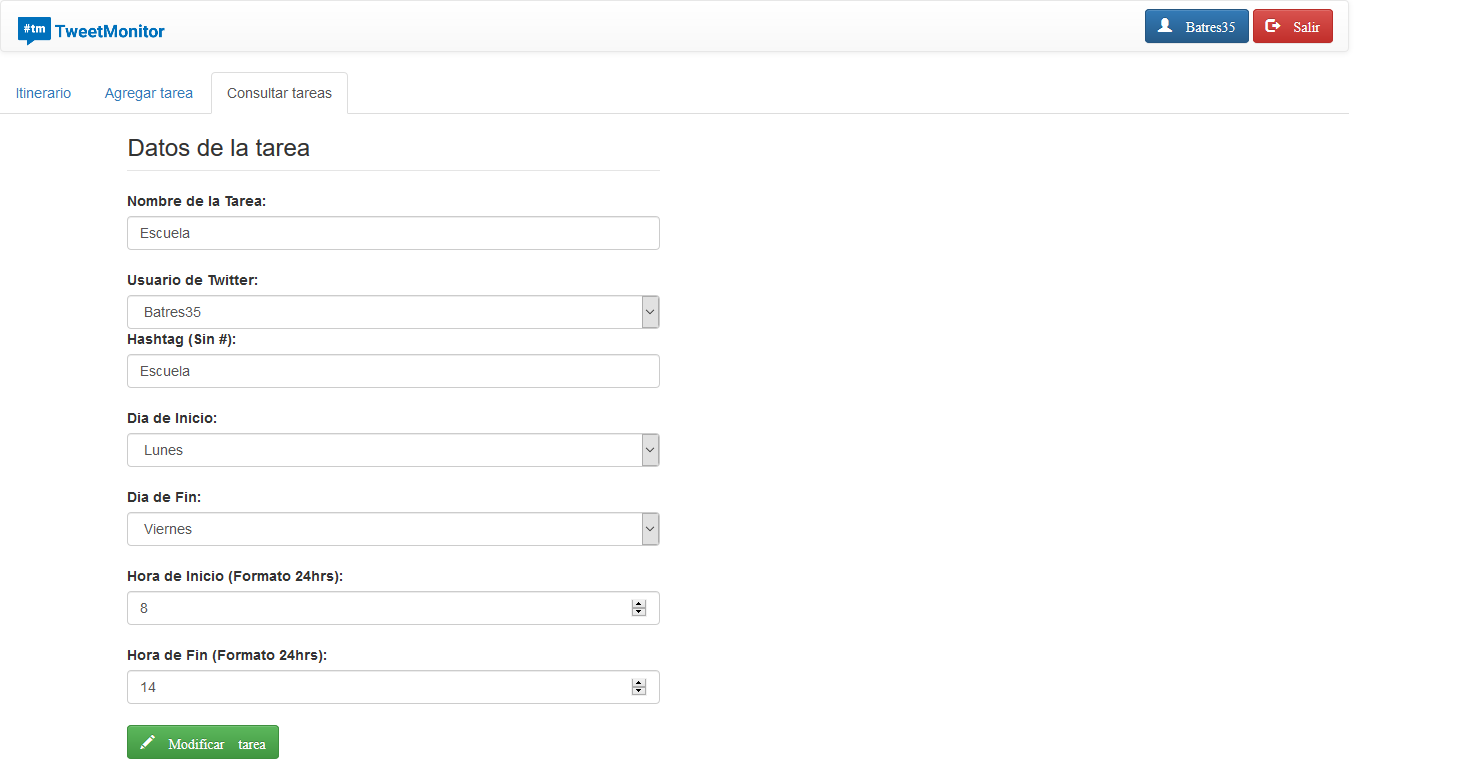 #tm TweetMonitor
Batres35
Salir
Itinerario
Agregar tarea
Consultar tareas
Datos de la tarea
Nombre de la Tarea:
Escuela
Usuario de Twitter:
Batres35
Hashtag (Sin #):
Escuela
Dia de Inicio:
Lunes
Dia de Fin:
Viernes
Hora de Inicio (Formato 24hrs):
8
Hora de Fin (Formato 24hrs):
14
Modificar tarea